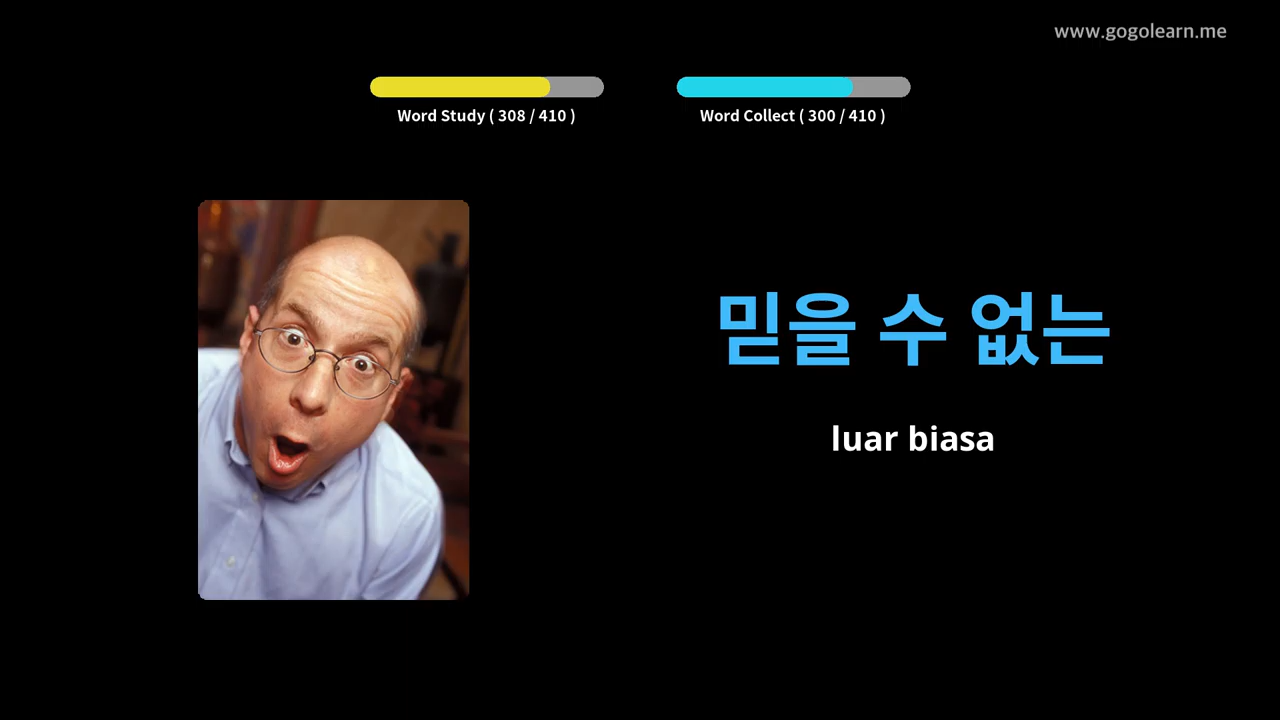 www.gogolearn.me
Word Study ( 308 / 410 )
Word Collect ( 300 / 410 )
믿을 수 없는
luar biasa